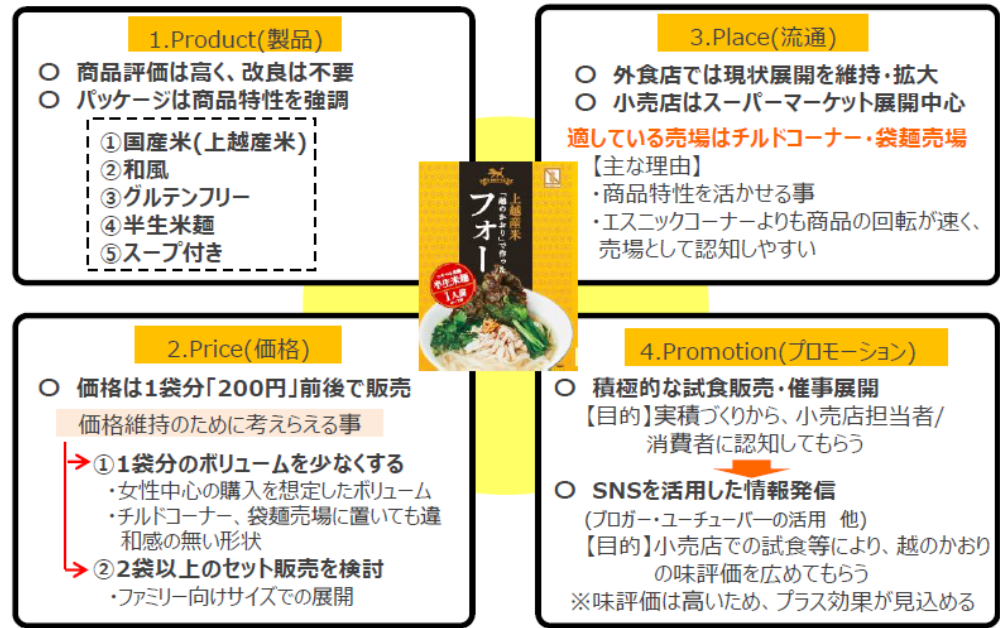 1.Product(製品)
○ 商品評価は高く、改良は不要
○ パッケージは商品特性を強調
①国産米(上越産米)
②和風
③グルテンフリー
④半生米麺
⑤スープ付き
2.Price(価格)
○ 価格は1袋分「200円」前後で販売
価格維持のために考えらえる事
①1袋分のボリュームを少なくする
・女性中心の購入を想定したボリューム
・チルドコーナー、袋麺売場に置いても違
和感の無い形状
②2袋以上のセット販売を検討
・ファミリー向けサイズでの展開
3.Place(流通)
○ 外食店では現状展開を維持・拡大
○ 小売店はスーパーマーケット展開中心
適している売場はチルドコーナー・袋麺売場
【主な理由】
・商品特性を活かせる事
・エスニックコーナーよりも商品の回転が速く、
売場として認知しやすい
4.Promotion(プロモーション)
○ 積極的な試食販売・催事展開
【目的】実積づくりから、小売店担当者/
消費者に認知してもらう
○ SNSを活用した情報発信
(ブロガー・ユーチューバーの活用 他)
【目的】小売店での試食等により、越のかおり
の味評価を広めてもらう
※味評価は高いため、プラス効果が見込める
上越産米
「越のかおり」で作った
フォー
半生米麺
1人前